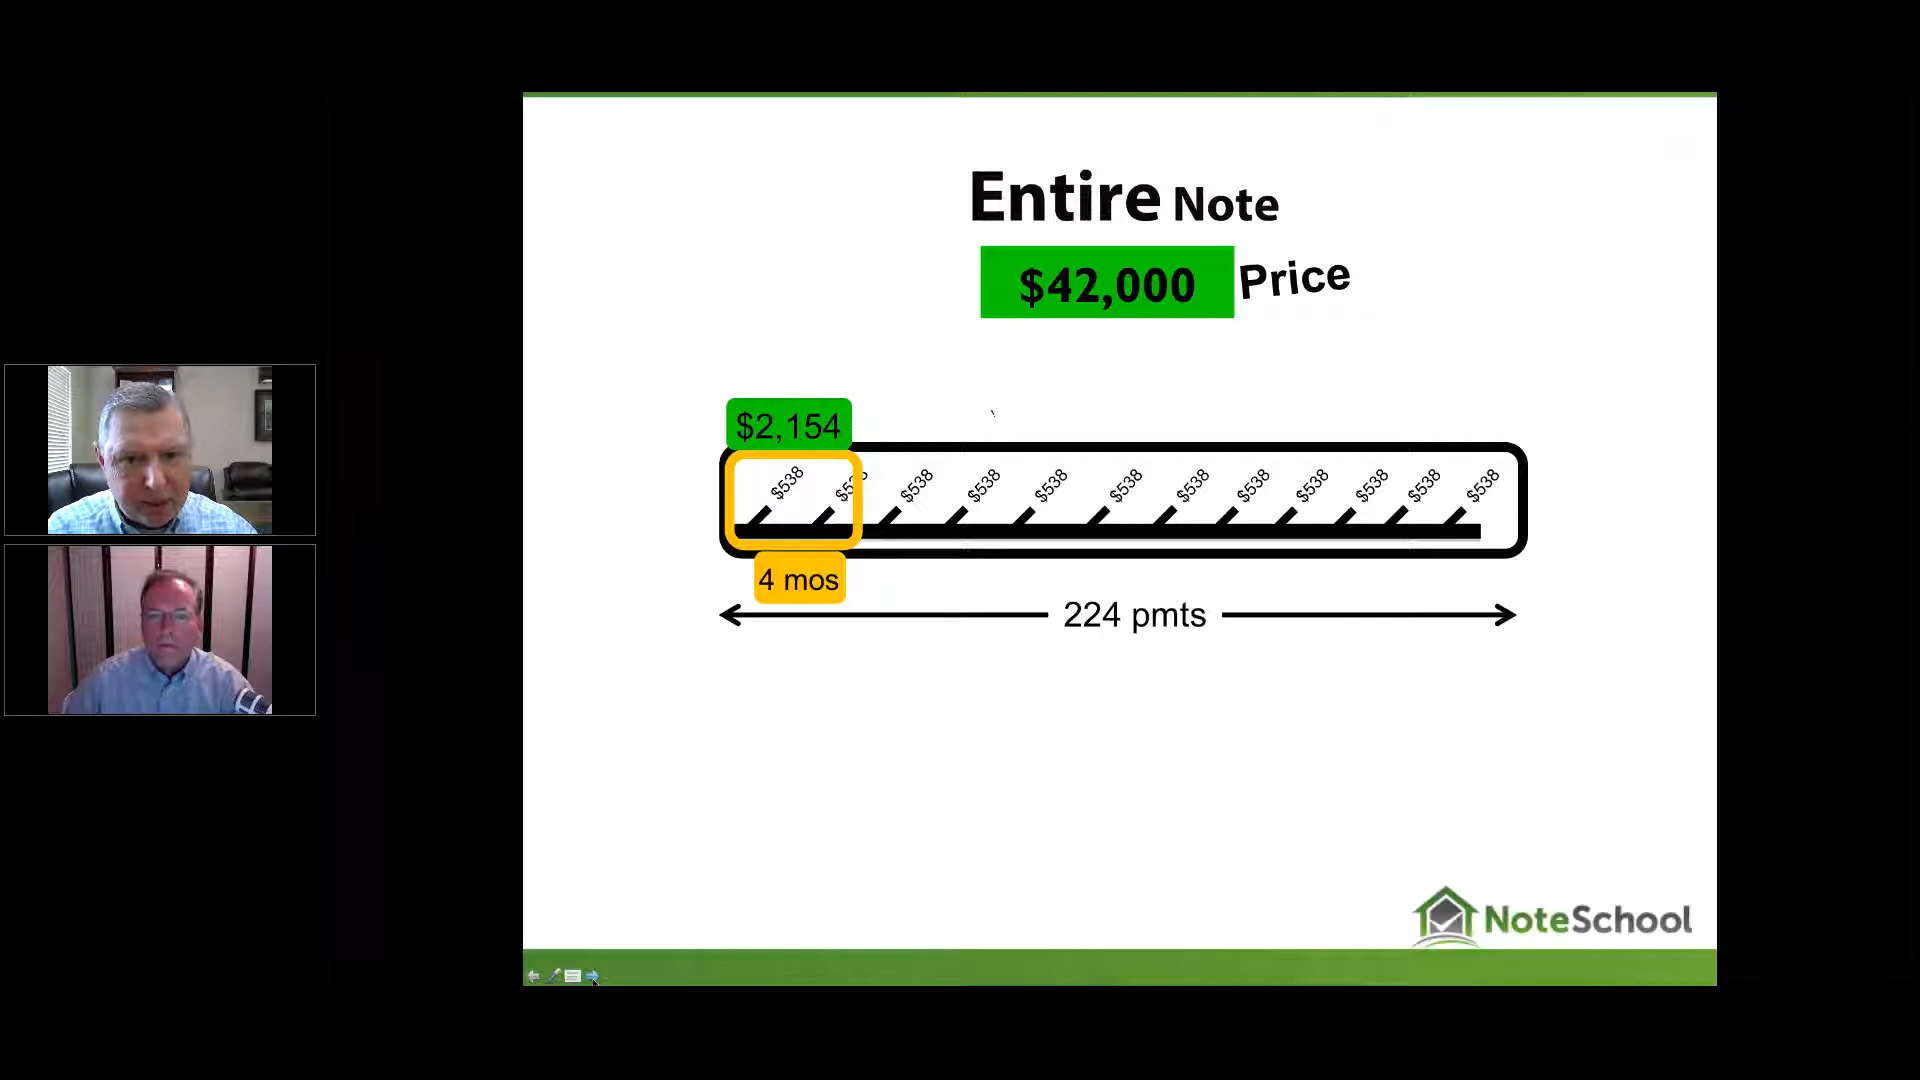 Entire Note
$42,000 Price
$2,154
$538 $538 $538 $538 $538 $538 $538 $538 $538 $538 $538
4 mos
224 pmts
NoteSchool